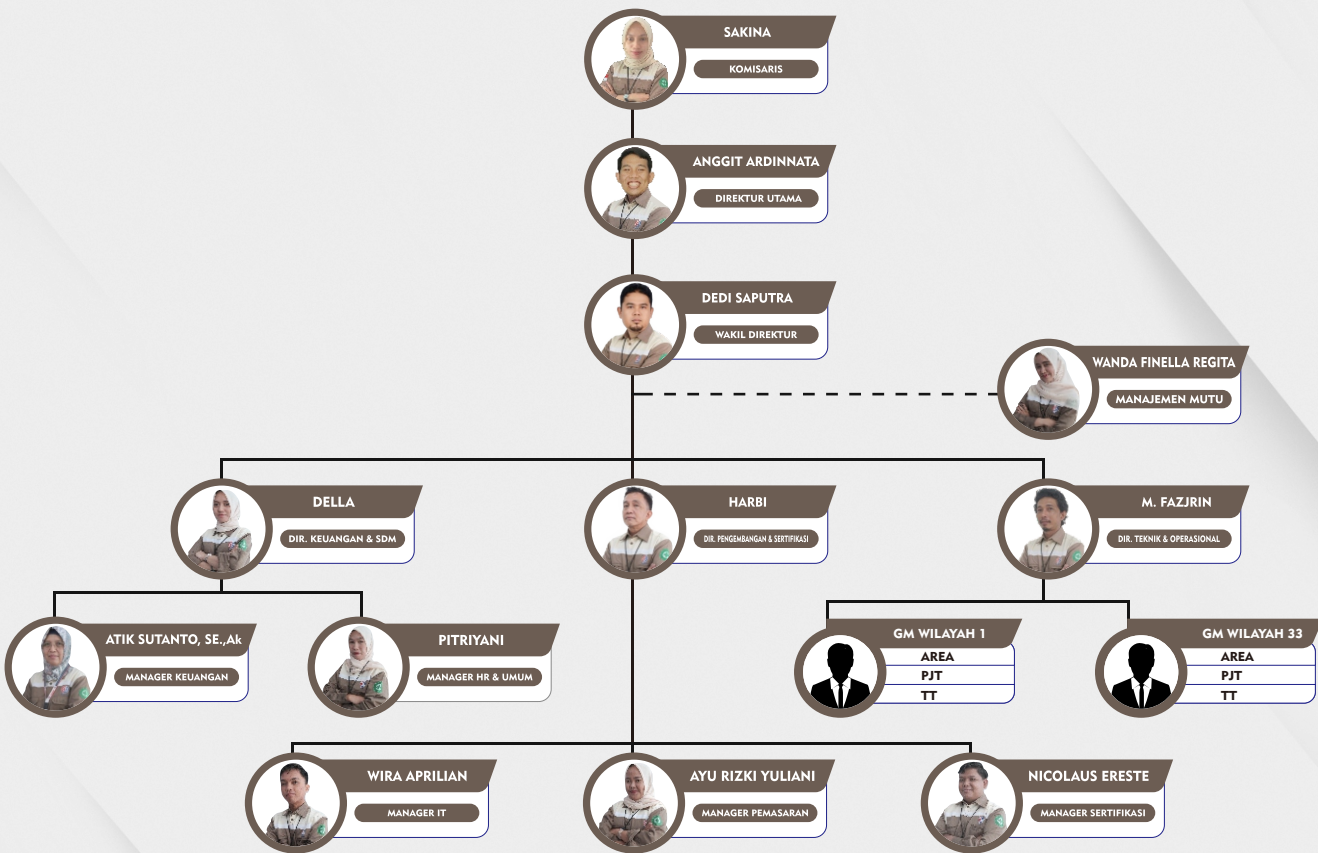 SAKINA
KOMISARIS
ANGGIT ARDINNATA
DIREKTUR UTAMA
DEDI SAPUTRA
WAKIL DIREKTUR
WANDA FINELLA REGITA
MANAJEMEN MUTU
DELLA
DIR. KEUANGAN & SDM
HARBI
DIR. PENGEMBANGAN & SERTIFIKASI
M. FAZJRIN
DIR. TEKNIK & OPERASIONAL
ATIK SUTANTO, SE.,Ak
MANAGER KEUANGAN
PITRIYANI
MANAGER HR & UMUM
GM WILAYAH 1
AREA
PJT
TT
GM WILAYAH 33
AREA
PJT
TT
WIRA APRILIAN
MANAGER IT
AYU RIZKI YULIANI
MANAGER PEMASARAN
NICOLAUS ERESTE
MANAGER SERTIFIKASI